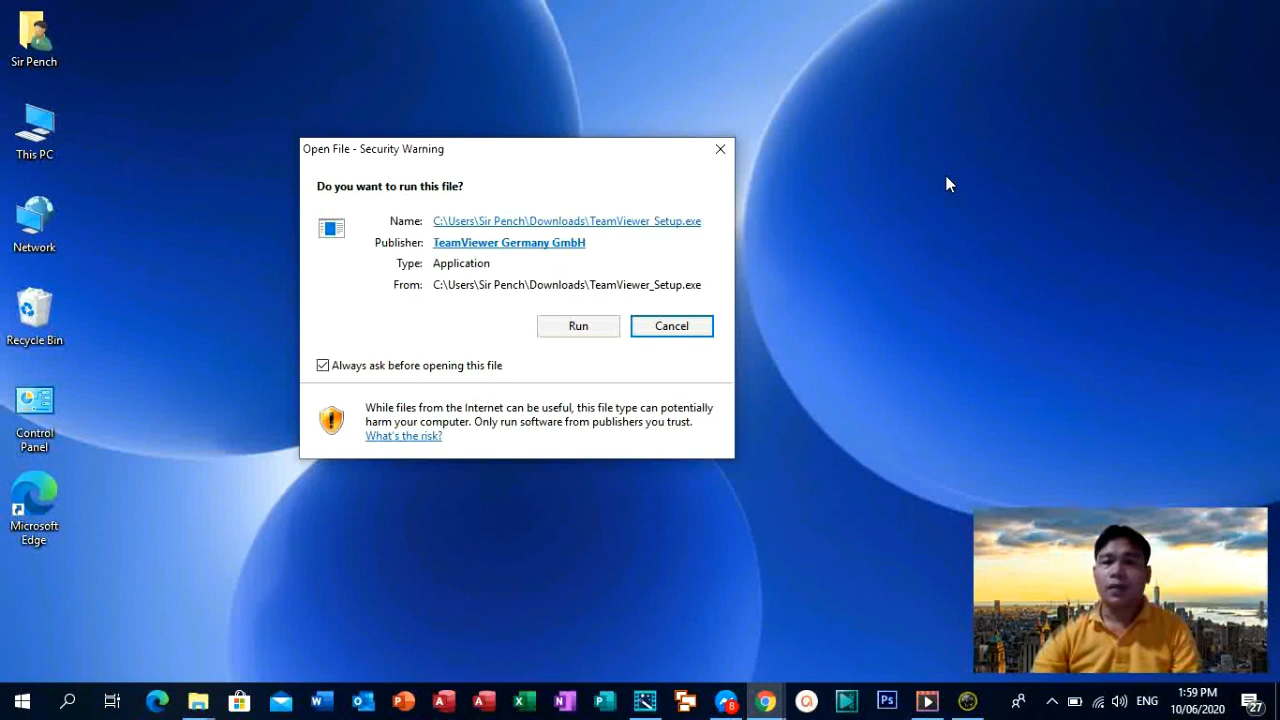 Sir Pench
This PC
Network
Recycle Bin
Control
Panel
Microsoft
Edge
Open File - Security Warning
Do you want to run this file?
Name: C:\Users\Sir Pench\Downloads\TeamViewer_Setup.exe
Publisher: TeamViewer Germany GmbH
Type: Application
From: C:\Users\Sir Pench\Downloads\TeamViewer_Setup.exe
Run Cancel
Always ask before opening this file
While files from the Internet can be useful, this file type can potentially
harm your computer. Only run software from publishers you trust.
What's the risk?
8
Ps
ENG
1:59 PM
10/06/2020
27